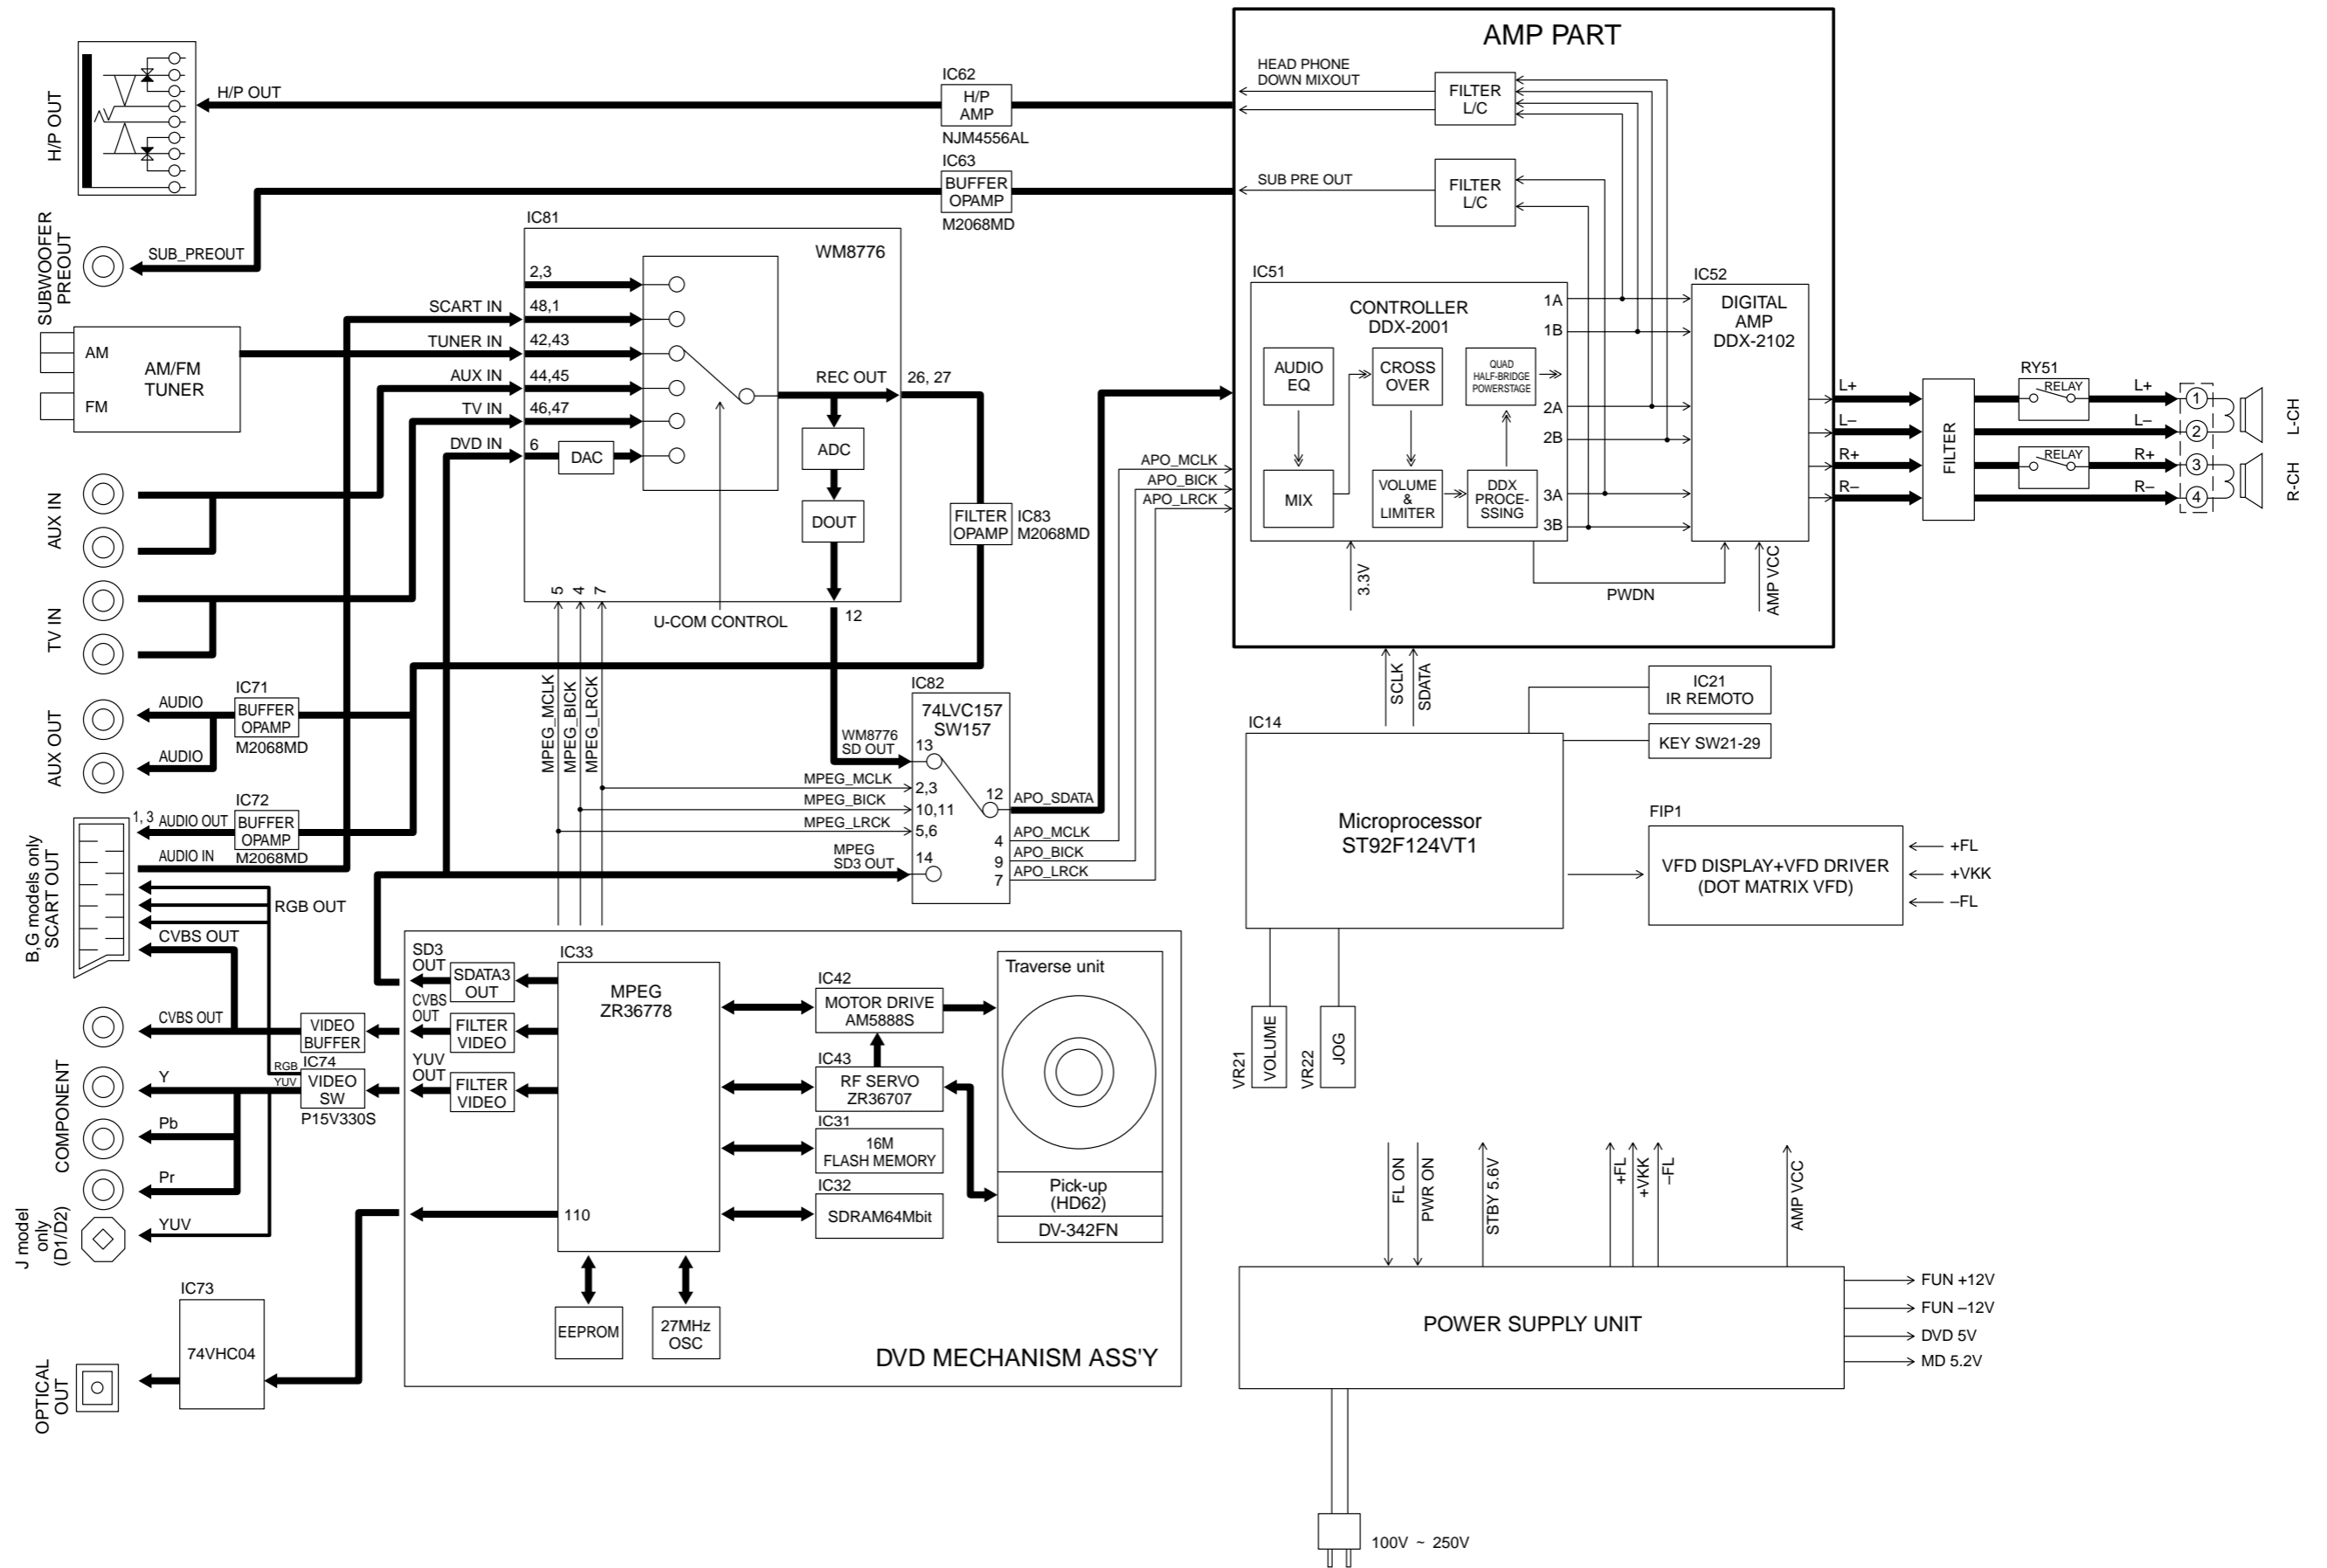 AMP PART
H/P OUT
H/P OUT
IC62
H/P
AMP
NJM4556AL
HEAD PHONE
DOWN MIXOUT
FILTER
L/C
IC63
BUFFER
OPAMP
M2068MD
SUB PRE OUT
FILTER
L/C
SUBWOOFER
PREOUT
SUB_PREOUT
IC81
WM8776
2,3
SCART IN
48,1
TUNER IN
42,43
AUX IN
44,45
TV IN
46,47
DVD IN
6
DAC
REC OUT
26, 27
ADC
DOUT
5
4
7
U-COM CONTROL
12
AM
FM
AM/FM
TUNER
AUX IN
TV IN
FILTER
OPAMP
IC83
M2068MD
IC51
CONTROLLER
DDX-2001
AUDIO
EQ
CROSS
OVER
QUAD
HALF-BRIDGE
POWERSTAGE
MIX
VOLUME
&
LIMITER
DDX
PROCE-
SSING
1A
1B
2A
2B
3A
3B
IC52
DIGITAL
AMP
DDX-2102
3.3V
PWDN
AMP VCC
L+
L–
R+
R–
FILTER
RY51
RELAY
RELAY
L+
L–
R+
R–
1
2
3
4
L-CH
R-CH
APO_MCLK
APO_BICK
APO_LRCK
SCLK
SDATA
AUX OUT
AUDIO
AUDIO
IC71
BUFFER
OPAMP
M2068MD
MPEG_MCLK
MPEG_BICK
MPEG_LRCK
IC82
74LVC157
SW157
WM8776
SD OUT
13
MPEG_MCLK
2,3
MPEG_BICK
10,11
MPEG_LRCK
5,6
MPEG
SD3 OUT
14
12
APO_SDATA
4
APO_MCLK
9
APO_BICK
7
APO_LRCK
B,G models only
SCART OUT
1, 3
AUDIO OUT
IC72
BUFFER
OPAMP
M2068MD
AUDIO IN
RGB OUT
CVBS OUT
IC14
Microprocessor
ST92F124VT1
IC21
IR REMOTO
KEY SW21-29
FIP1
VFD DISPLAY+VFD DRIVER
(DOT MATRIX VFD)
+FL
+VKK
–FL
VR21
VOLUME
VR22
JOG
CVBS OUT
VIDEO
BUFFER
COMPONENT
Y
Pb
Pr
RGB
YUV
IC74
VIDEO
SW
P15V330S
J model
only
(D1/D2)
YUV
IC73
74VHC04
OPTICAL
OUT
SD3
OUT
SDATA3
OUT
CVBS
OUT
FILTER
VIDEO
YUV
OUT
FILTER
VIDEO
IC33
MPEG
ZR36778
110
EEPROM
27MHz
OSC
IC42
MOTOR DRIVE
AM5888S
IC43
RF SERVO
ZR36707
IC31
16M
FLASH MEMORY
IC32
SDRAM64Mbit
Traverse unit
Pick-up
(HD62)
DV-342FN
DVD MECHANISM ASS'Y
FL ON
PWR ON
STBY 5.6V
+FL
+VKK
–FL
AMP VCC
POWER SUPPLY UNIT
FUN +12V
FUN –12V
DVD 5V
MD 5.2V
100V ~ 250V